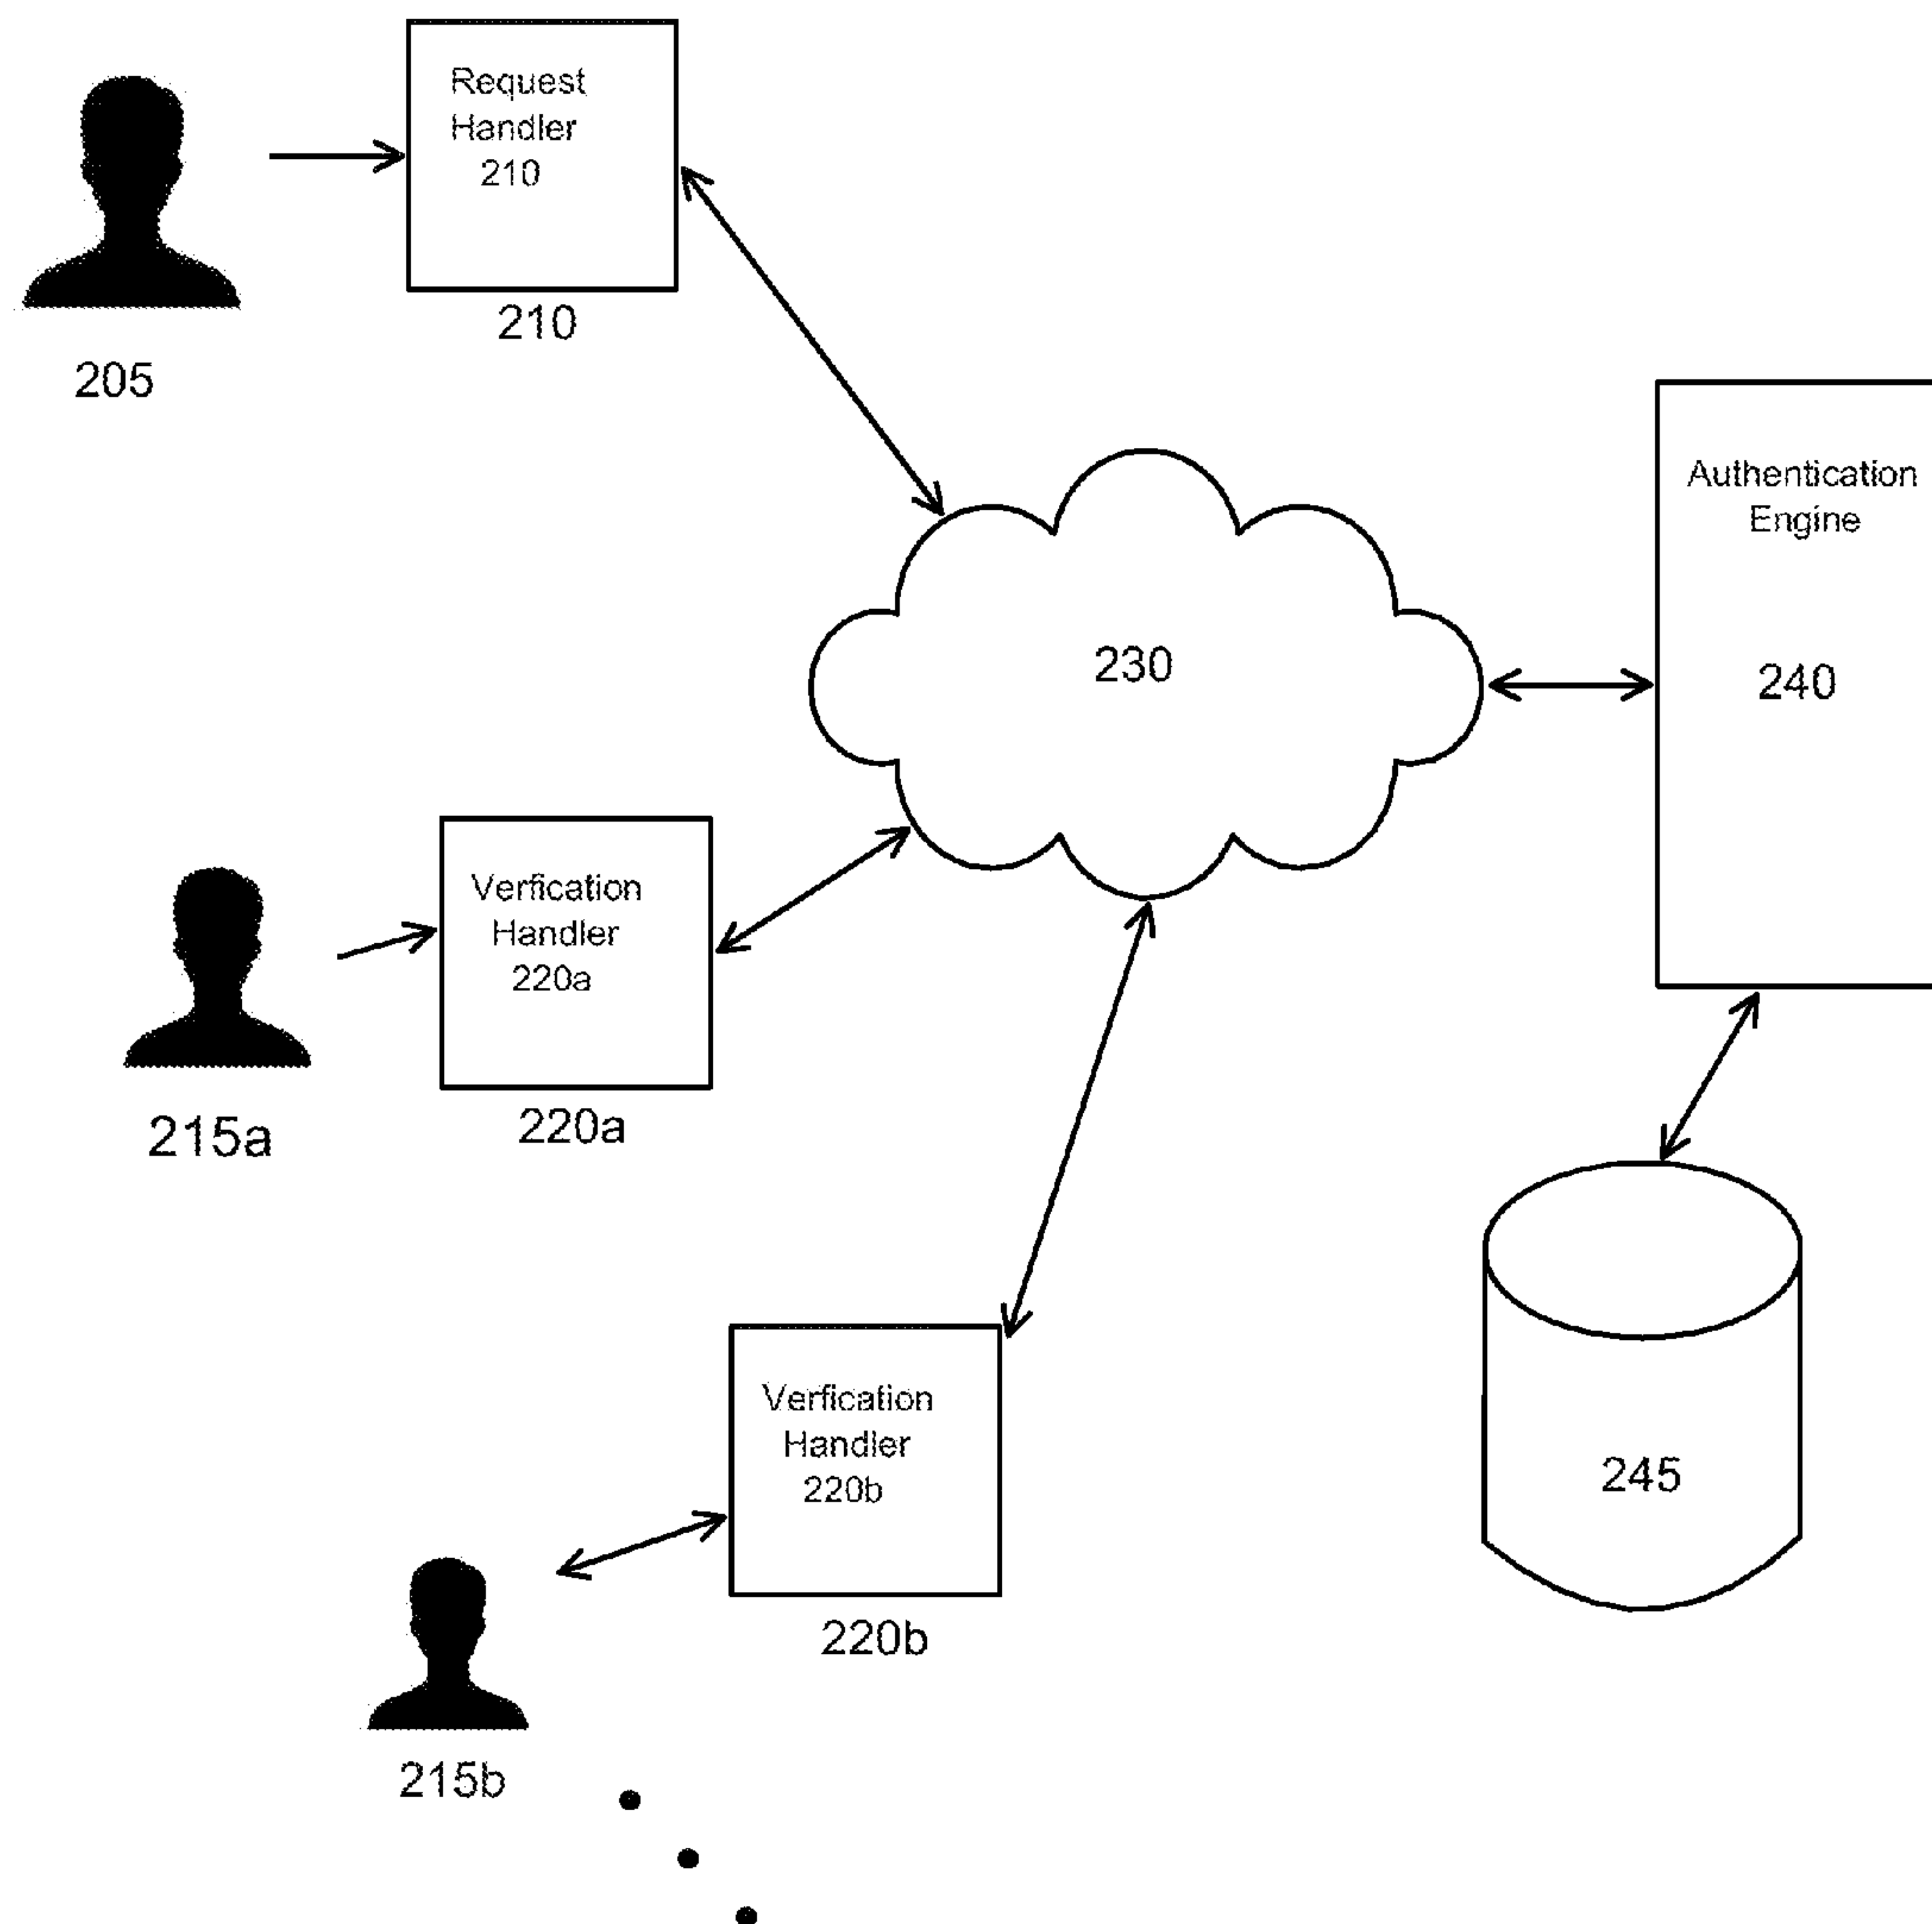 Request
Handler
210
210
205
Authentication
Engine
230
240
Verfication
Handler
220a
220a
215a
Verfication
Handler
220b
245
220b
215b